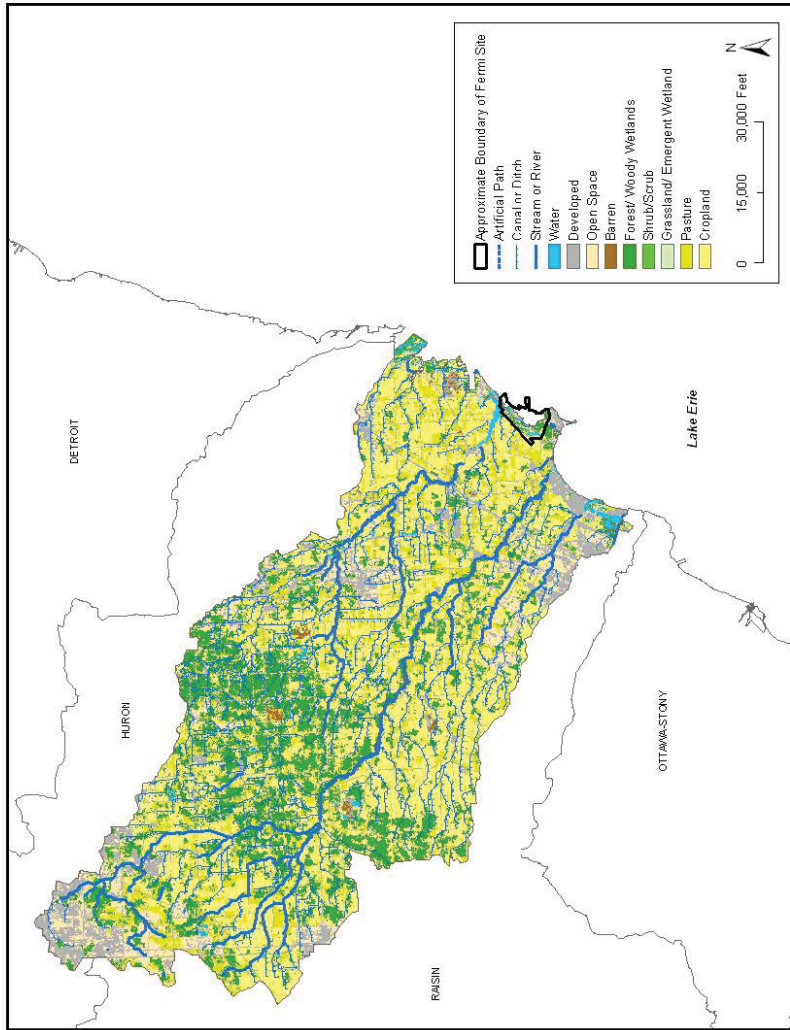 DETROIT
HURON
RAISIN
OTTAWA-STONY
Lake Erie
Approximate Boundary of Fermi Site
Artificial Path
Canal or Ditch
Stream or River
Water
Developed
Open Space
Barren
Forest/ Woody Wetlands
Shrub/Scrub
Grassland/ Emergent Wetland
Pasture
Cropland
0 15,000 30,000 Feet
N